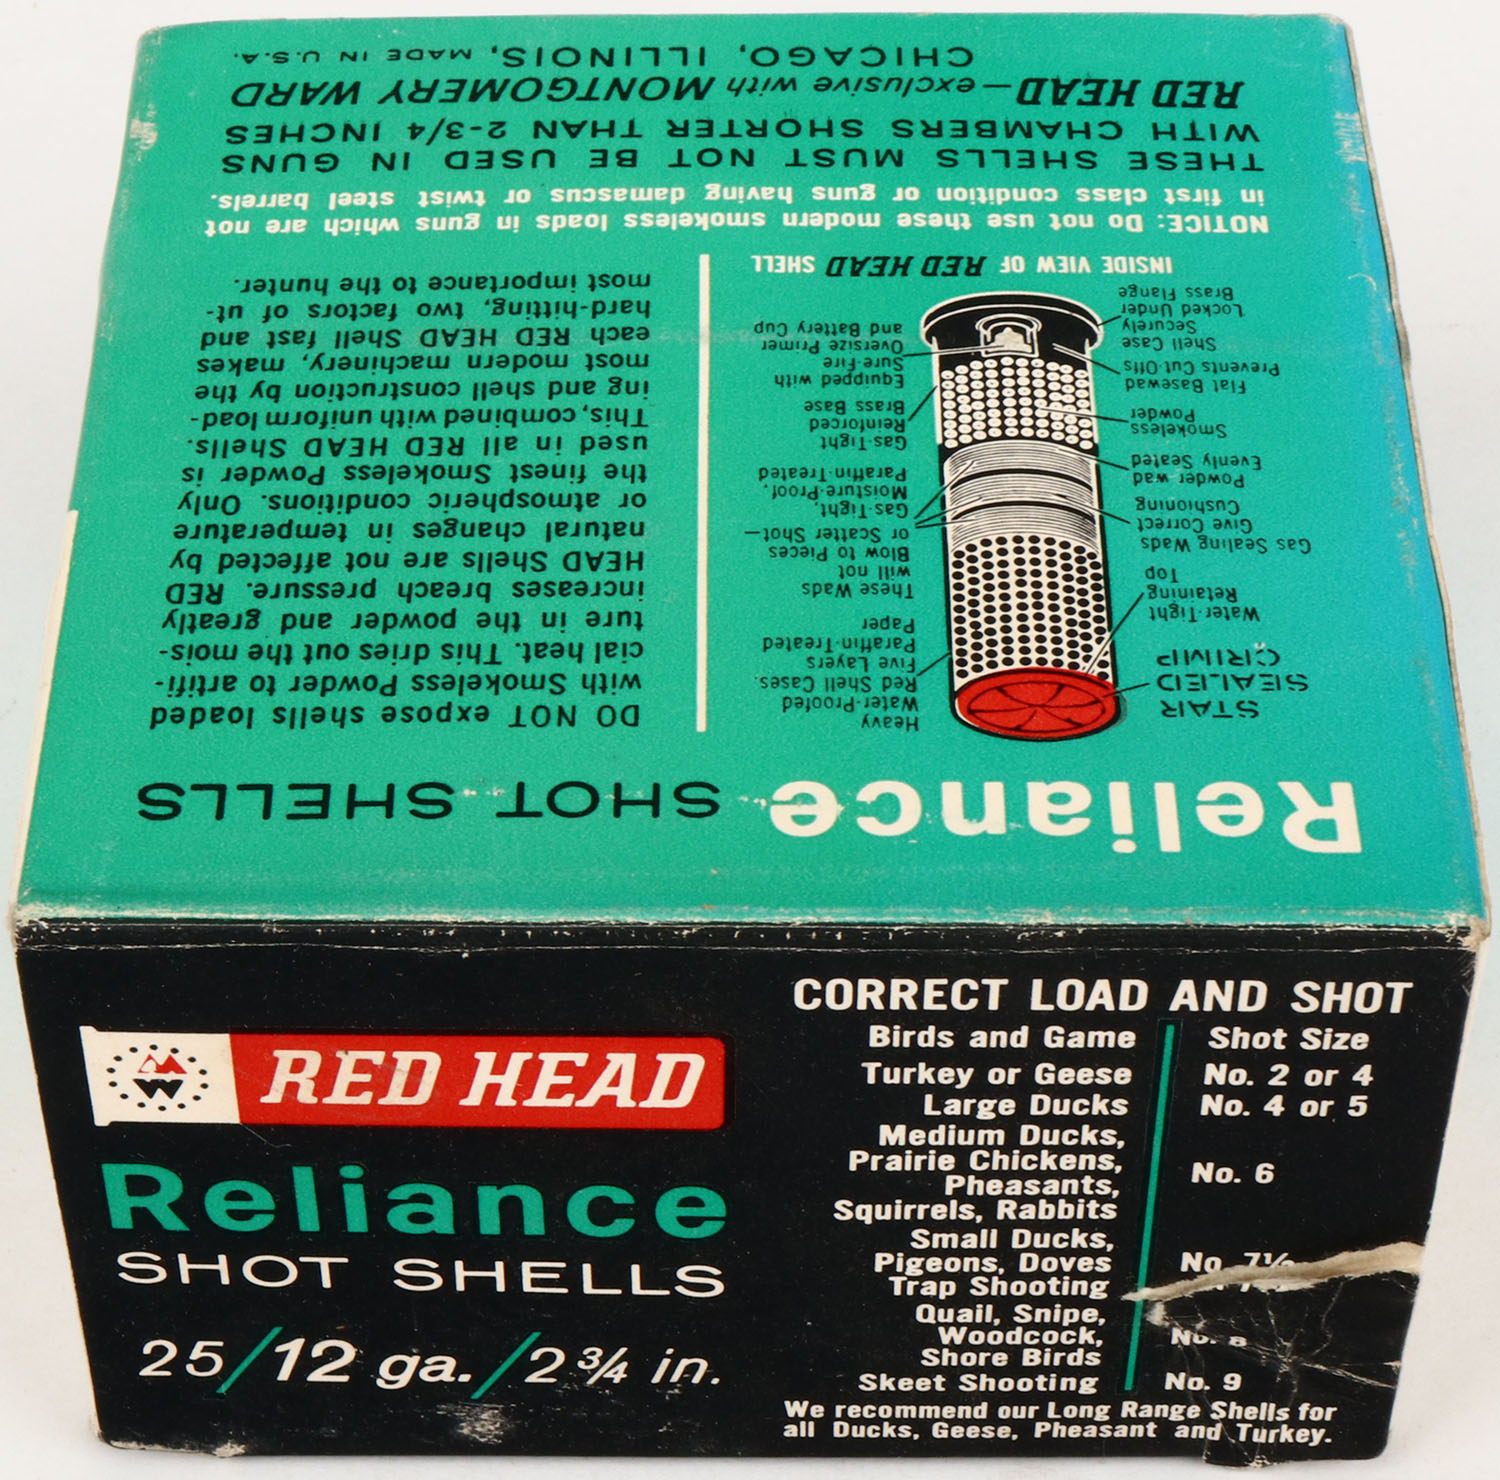 Reliance SHOT SHELLS
STAR
SEALED
CRIMP
Water-Tight
Retaining
Top
Gas Sealing Wads
Give Correct
Cushioning
Powder wad
Evenly Seated
Smokeless
Powder
Flat Basewad
Prevents Cut-Offs
Shell Case
Securely
Locked Under
Brass Flange
Heavy
Water-Proofed
Red Shell Cases.
Five Layers
Paraffin-Treated
Paper
These Wads
will not
Blow to Pieces
or Scatter Shot—
Gas-Tight,
Moisture-Proof,
Paraffin-Treated
Gas-Tight
Reinforced
Brass Base
Equipped with
Sure-Fire
Oversize Primer
and Battery Cup
INSIDE VIEW OF RED HEAD SHELL
DO NOT expose shells loaded
with Smokeless Powder to artifi-
cial heat. This dries out the mois-
ture in the powder and greatly
increases breach pressure. RED
HEAD Shells are not affected by
natural changes in temperature
or atmospheric conditions. Only
the finest Smokeless Powder is
used in all RED HEAD Shells.
This, combined with uniform load-
ing and shell construction by the
most modern machinery, makes
each RED HEAD Shell fast and
hard-hitting, two factors of ut-
most importance to the hunter.
NOTICE: Do not use these modern smokeless loads in guns which are not
in first class condition or guns having damascus or twist steel barrels.
THESE SHELLS MUST NOT BE USED IN GUNS
WITH CHAMBERS SHORTER THAN 2-3/4 INCHES
RED HEAD—exclusive with MONTGOMERY WARD
CHICAGO, ILLINOIS, MADE IN U.S.A.
MW RED HEAD
Reliance
SHOT SHELLS
25/12 ga./2 3/4 in.
CORRECT LOAD AND SHOT
Birds and Game Shot Size
Turkey or Geese No. 2 or 4
Large Ducks No. 4 or 5
Medium Ducks,
Prairie Chickens, No. 6
Pheasants,
Squirrels, Rabbits
Small Ducks,
Pigeons, Doves No. 7½
Trap Shooting
Quail, Snipe,
Woodcock, No. 8
Shore Birds
Skeet Shooting No. 9
We recommend our Long Range Shells for
all Ducks, Geese, Pheasant and Turkey.